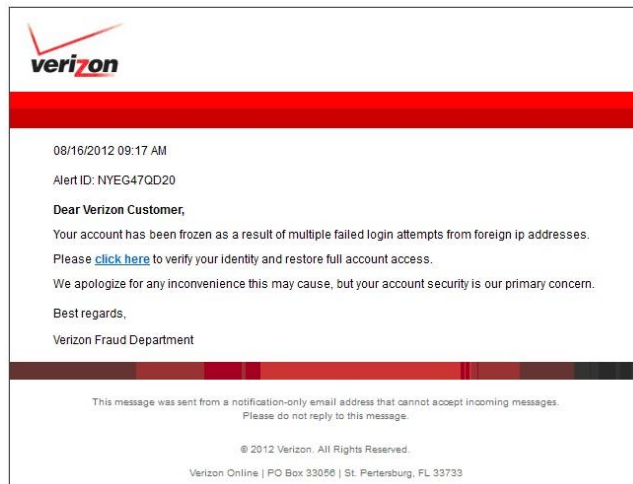 verizon
08/16/2012 09:17 AM
Alert ID: NYEG47QD20
Dear Verizon Customer,
Your account has been frozen as a result of multiple failed login attempts from foreign ip addresses.
Please click here to verify your identity and restore full account access.
We apologize for any inconvenience this may cause, but your account security is our primary concern.
Best regards,
Verizon Fraud Department
This message was sent from a notification-only email address that cannot accept incoming messages.
Please do not reply to this message.
© 2012 Verizon. All Rights Reserved.
Verizon Online | PO Box 33056 | St. Pertersburg, FL 33733